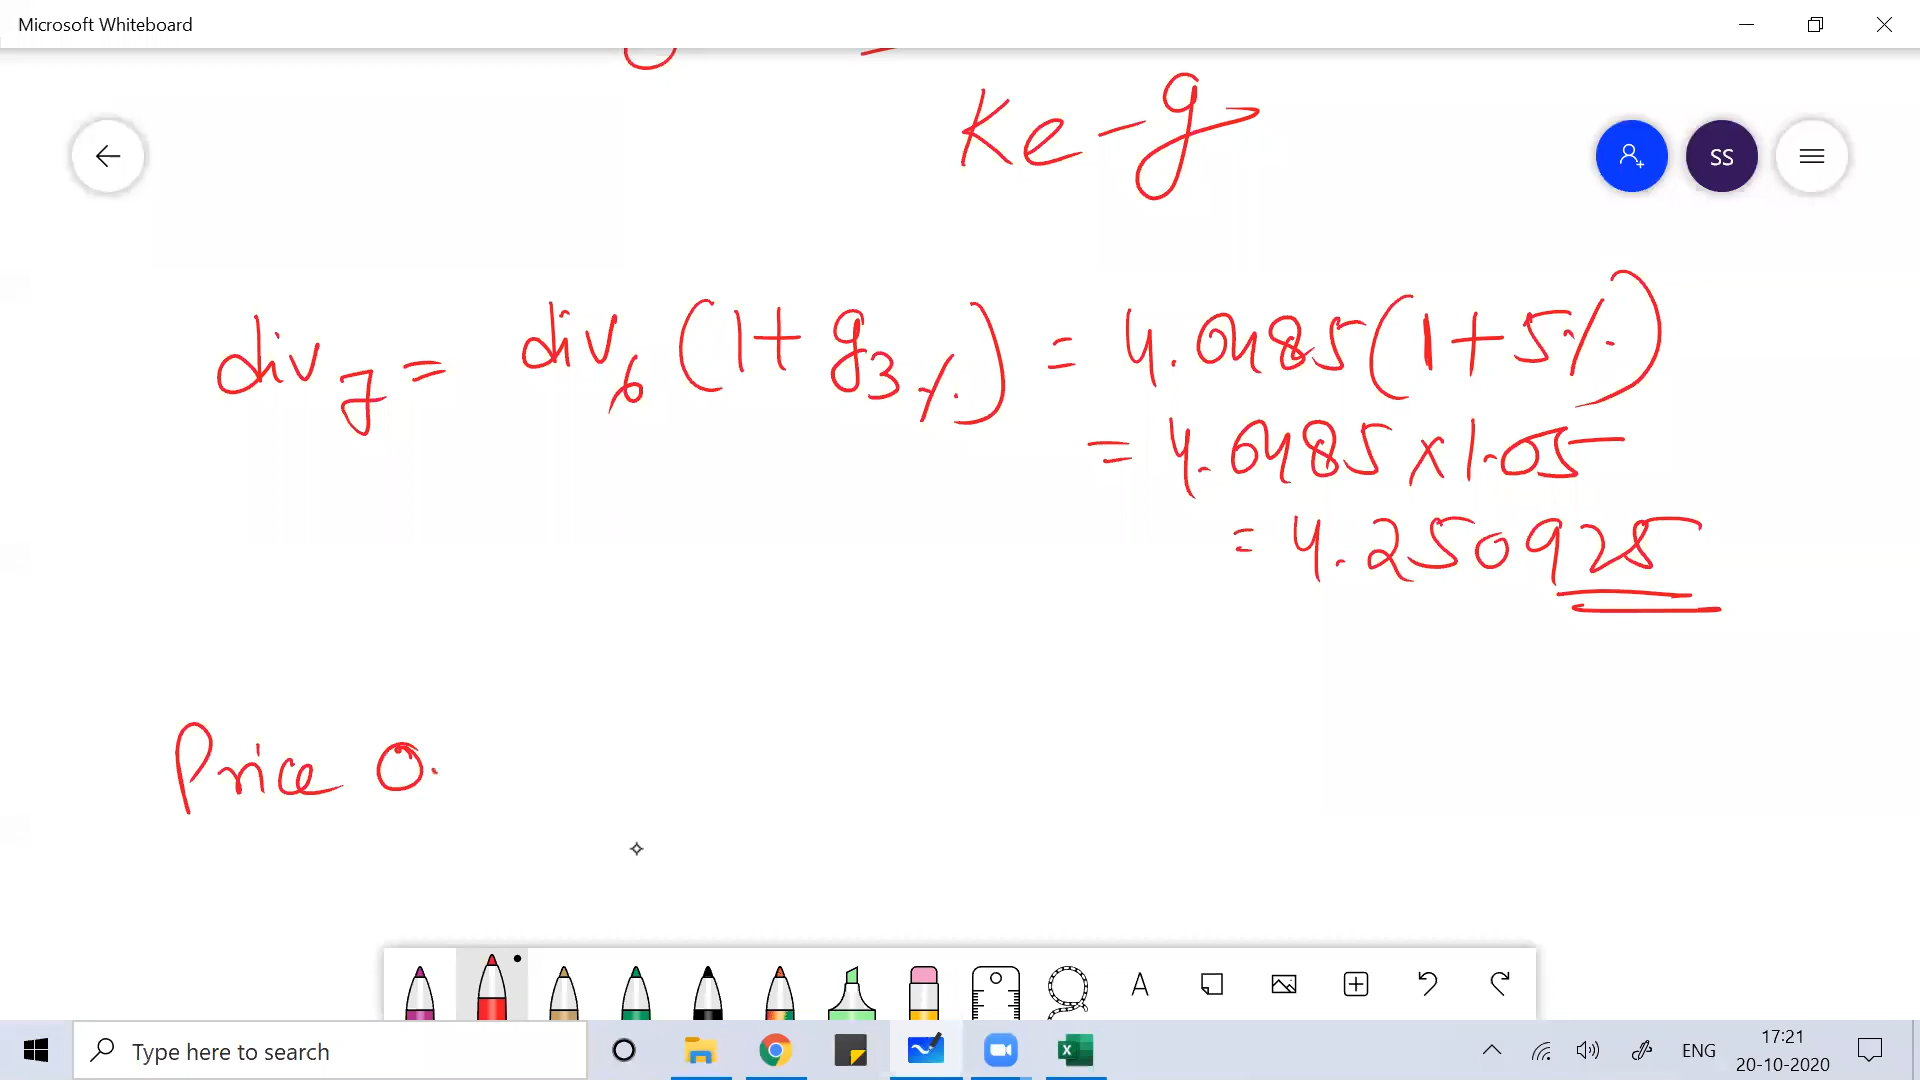 Microsoft Whiteboard
Ke-g
SS
div7 = div6 (1+ g3%) = 4.0485(1+5%)
= 4.0485 x 1.05
= 4.250925
Price 0.
A
Type here to search
ENG
17:21
20-10-2020